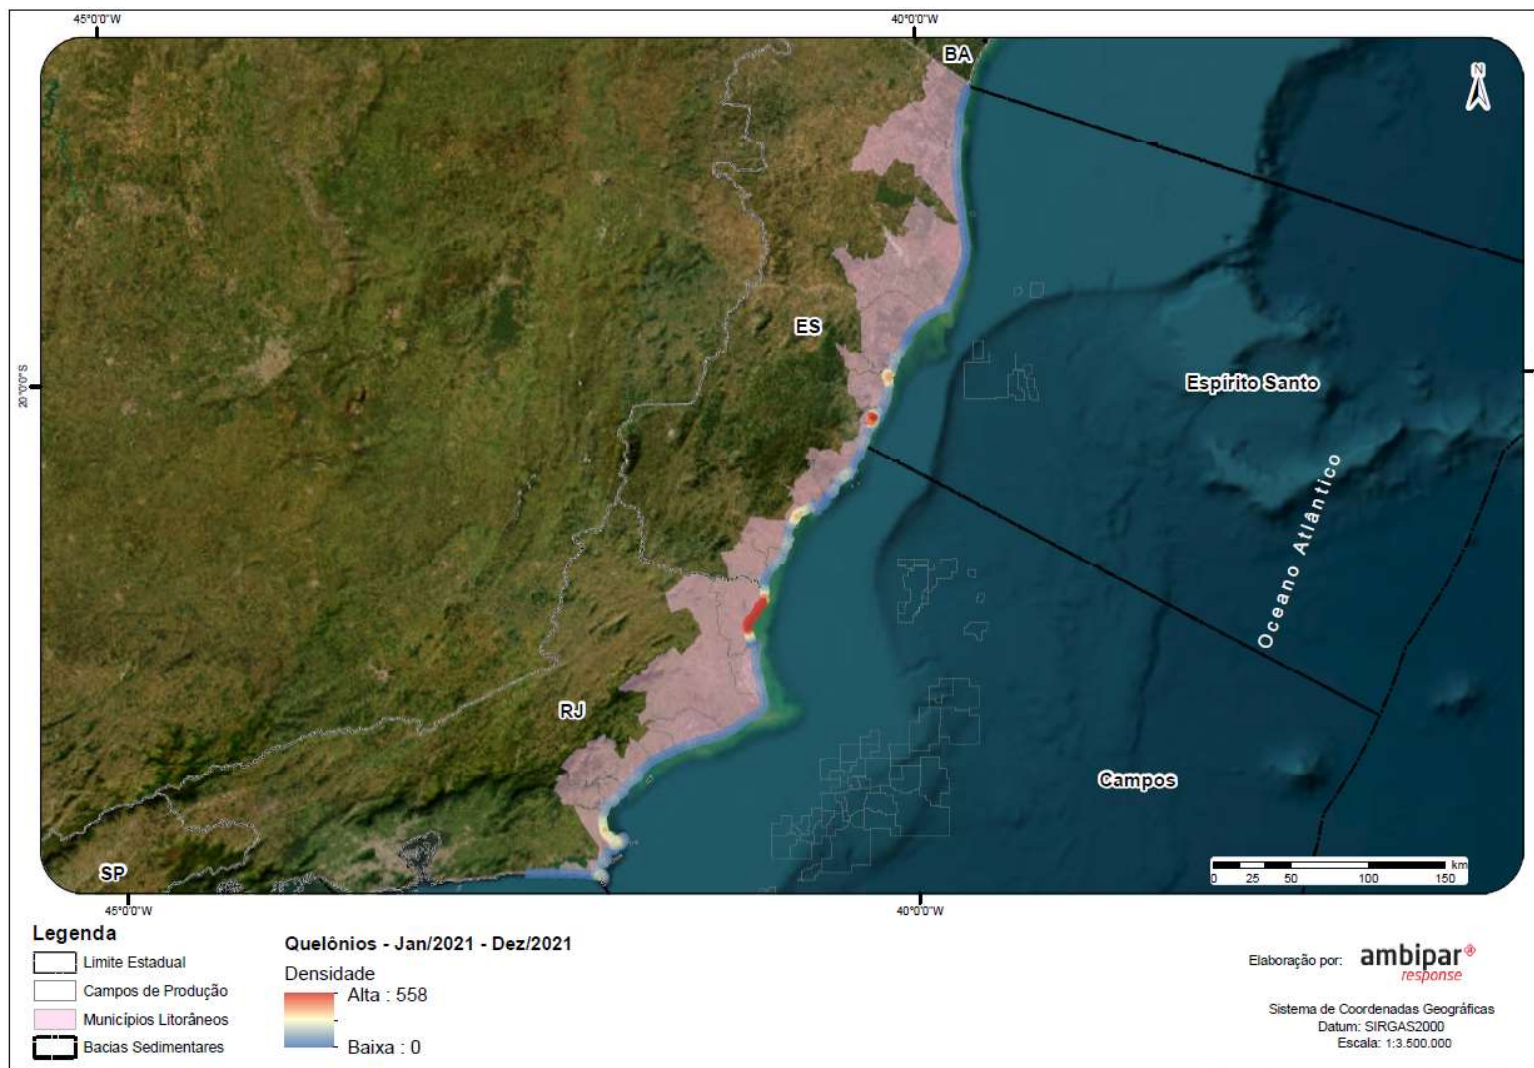 45°0'0"W
40°0'0"W
BA
N
ES
20°0'0"S
Espírito Santo
Oceano Atlântico
RJ
Campos
SP
km
0 25 50 100 150
45°0'0"W
40°0'0"W
Legenda
Limite Estadual
Campos de Produção
Municípios Litorâneos
Bacias Sedimentares
Quelônios - Jan/2021 - Dez/2021
Densidade
Alta : 558
Baixa : 0
Elaboração por:
ambipar
response
Sistema de Coordenadas Geográficas
Datum: SIRGAS2000
Escala: 1:3.500.000